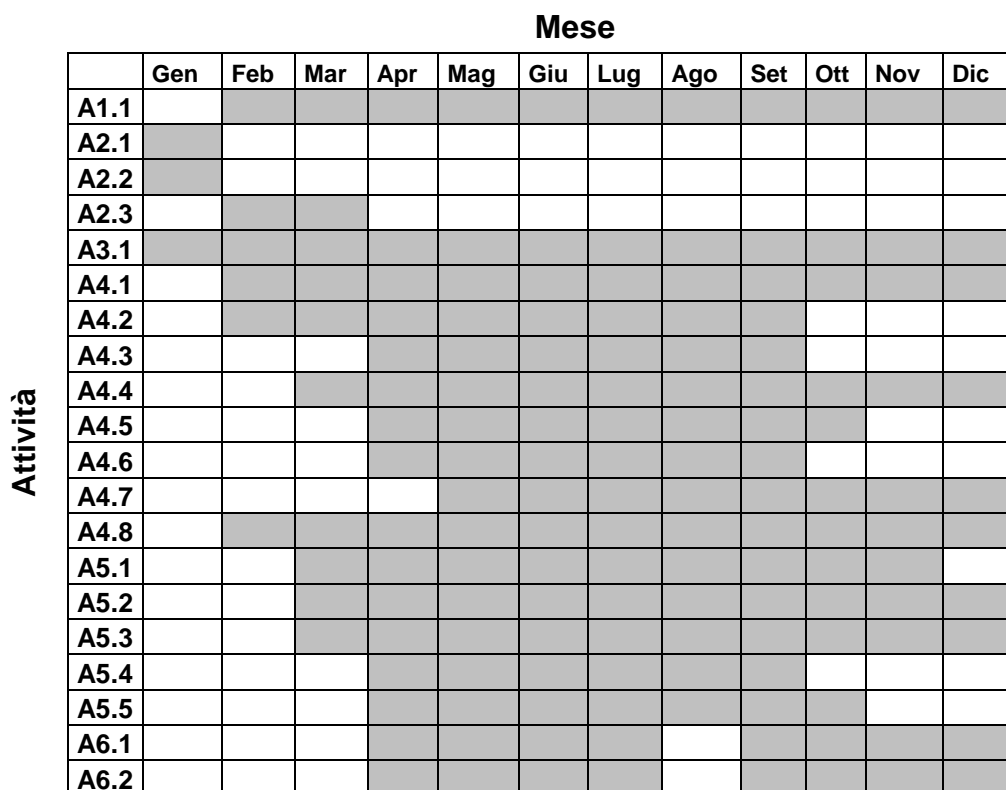 Mese
Gen Feb Mar Apr Mag Giu Lug Ago Set Ott Nov Dic
Attività
A1.1
A2.1
A2.2
A2.3
A3.1
A4.1
A4.2
A4.3
A4.4
A4.5
A4.6
A4.7
A4.8
A5.1
A5.2
A5.3
A5.4
A5.5
A6.1
A6.2